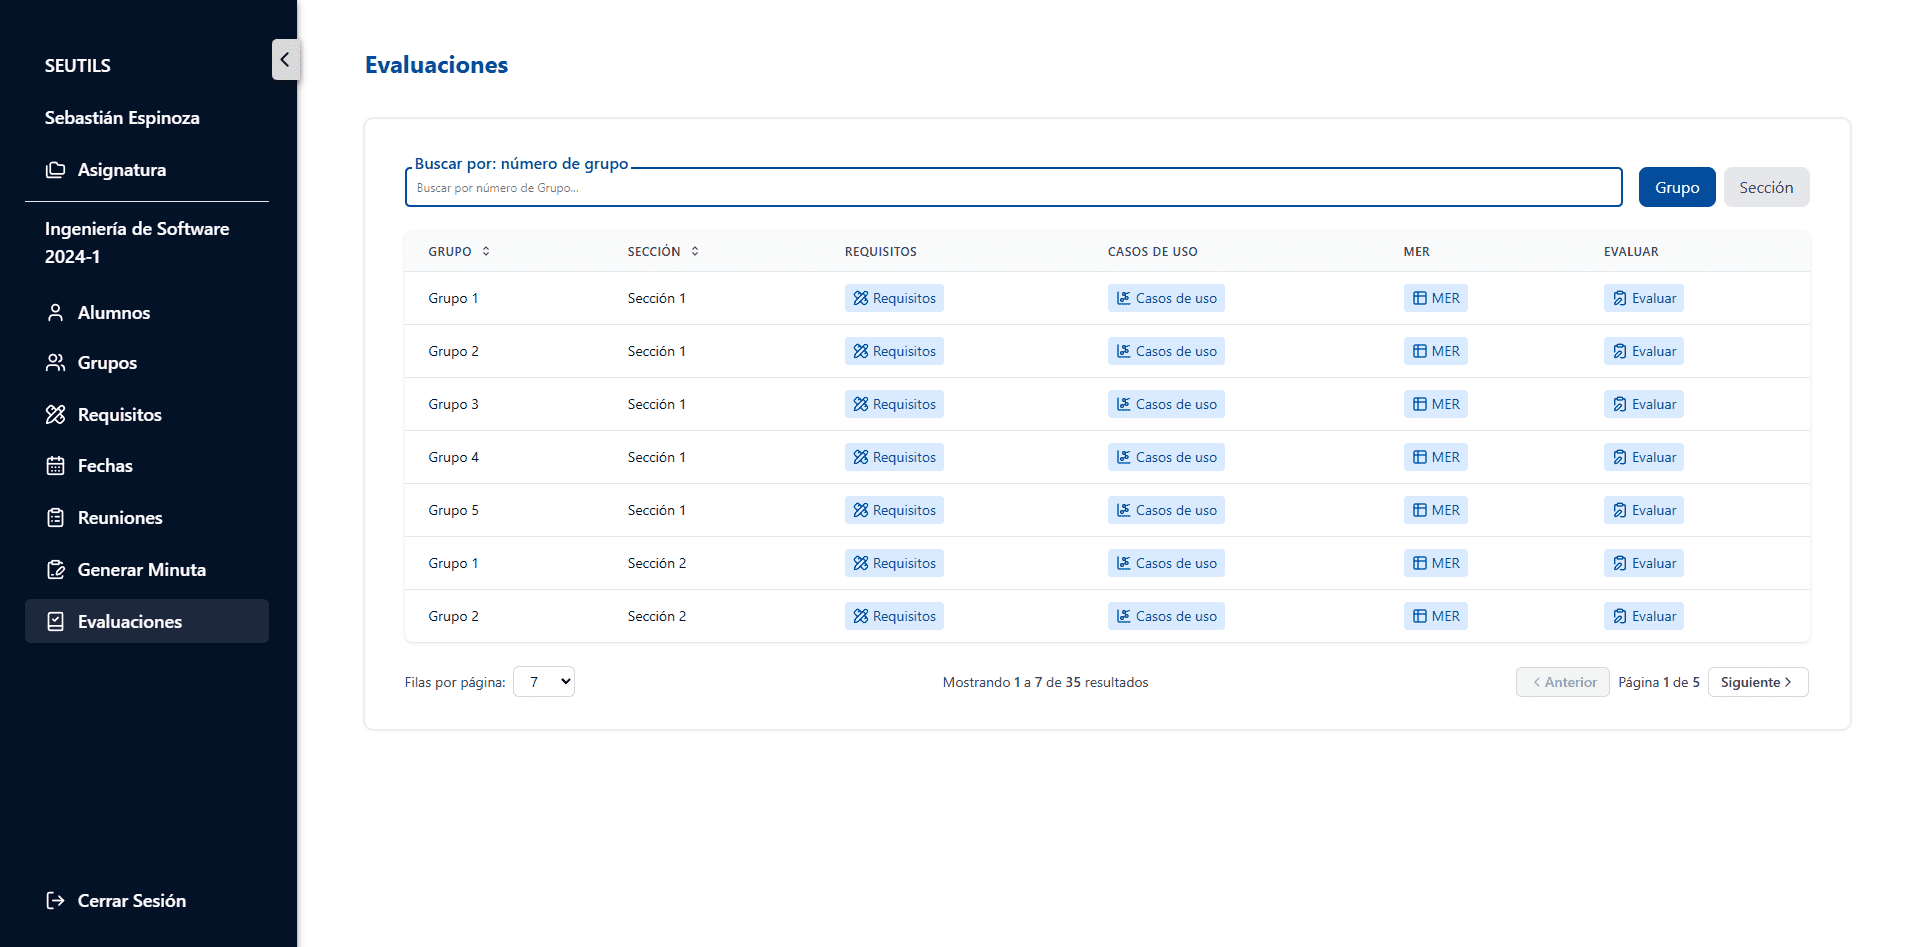 SEUTILS
Sebastián Espinoza
Asignatura
Ingeniería de Software
2024-1
Alumnos
Grupos
Requisitos
Fechas
Reuniones
Generar Minuta
Evaluaciones
Cerrar Sesión
Evaluaciones
Buscar por: número de grupo
Buscar por número de Grupo...
Grupo Sección
GRUPO SECCIÓN REQUISITOS CASOS DE USO MER EVALUAR
Grupo 1 Sección 1 Requisitos Casos de uso MER Evaluar
Grupo 2 Sección 1 Requisitos Casos de uso MER Evaluar
Grupo 3 Sección 1 Requisitos Casos de uso MER Evaluar
Grupo 4 Sección 1 Requisitos Casos de uso MER Evaluar
Grupo 5 Sección 1 Requisitos Casos de uso MER Evaluar
Grupo 1 Sección 2 Requisitos Casos de uso MER Evaluar
Grupo 2 Sección 2 Requisitos Casos de uso MER Evaluar
Filas por página: 7 Mostrando 1 a 7 de 35 resultados Anterior Página 1 de 5 Siguiente